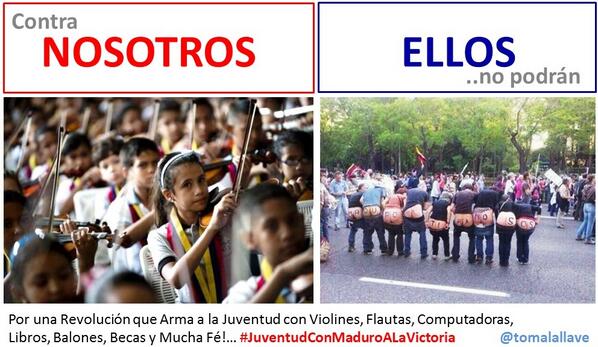 Contra
NOSOTROS
ELLOS
..no podrán
Por una Revolución que Arma a la Juventud con Violines, Flautas, Computadoras,
Libros, Balones, Becas y Mucha Fé!... #JuventudConMaduroALaVictoria
@tomalallave